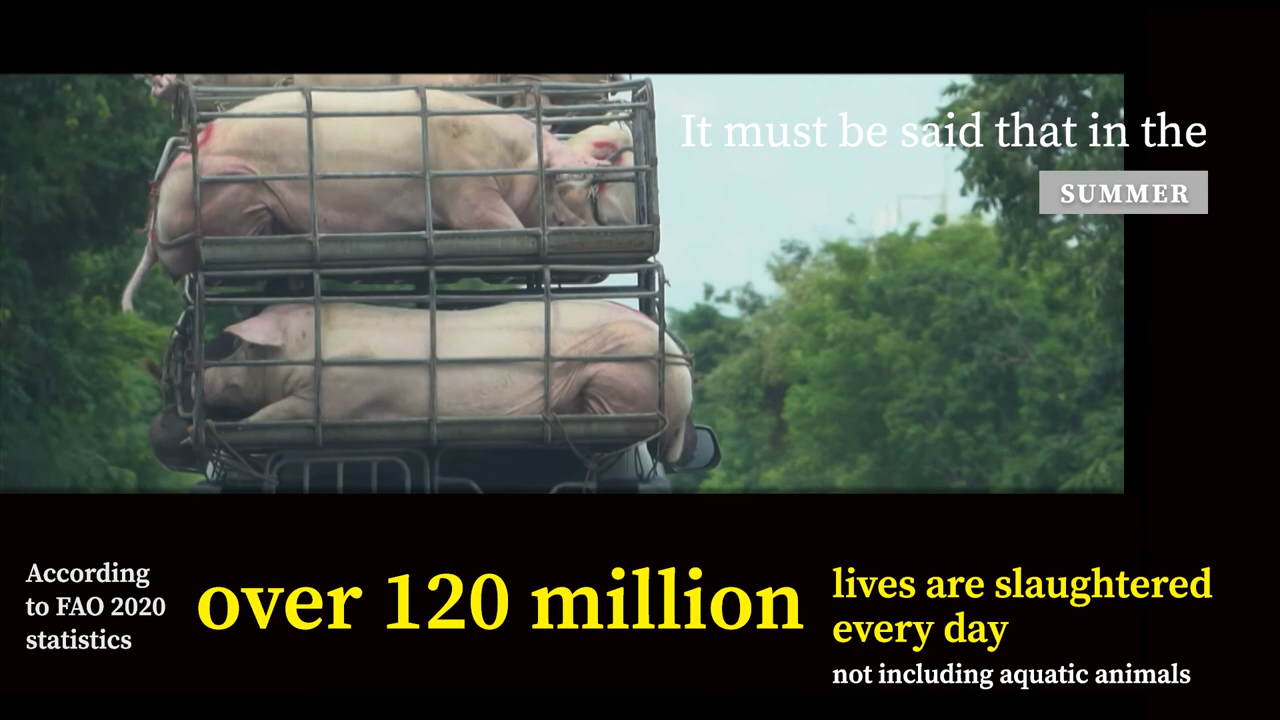 It must be said that in the
SUMMER
According
to FAO 2020
statistics
over 120 million
lives are slaughtered
every day
not including aquatic animals